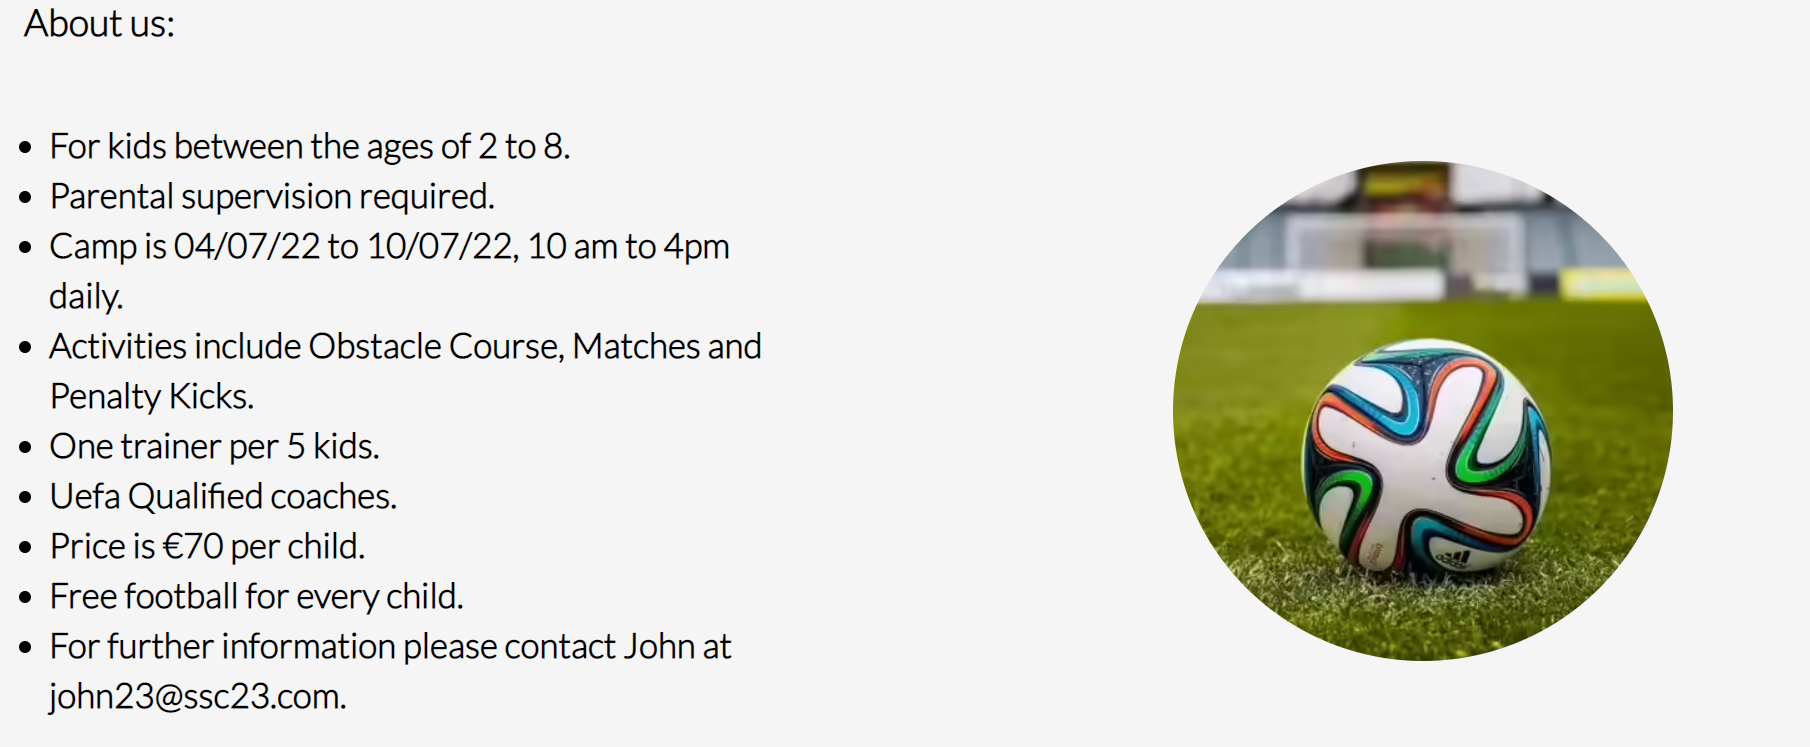 About us:
• For kids between the ages of 2 to 8.
• Parental supervision required.
• Camp is 04/07/22 to 10/07/22, 10 am to 4pm
daily.
• Activities include Obstacle Course, Matches and
Penalty Kicks.
• One trainer per 5 kids.
• Uefa Qualified coaches.
• Price is €70 per child.
• Free football for every child.
• For further information please contact John at
john23@ssc23.com.